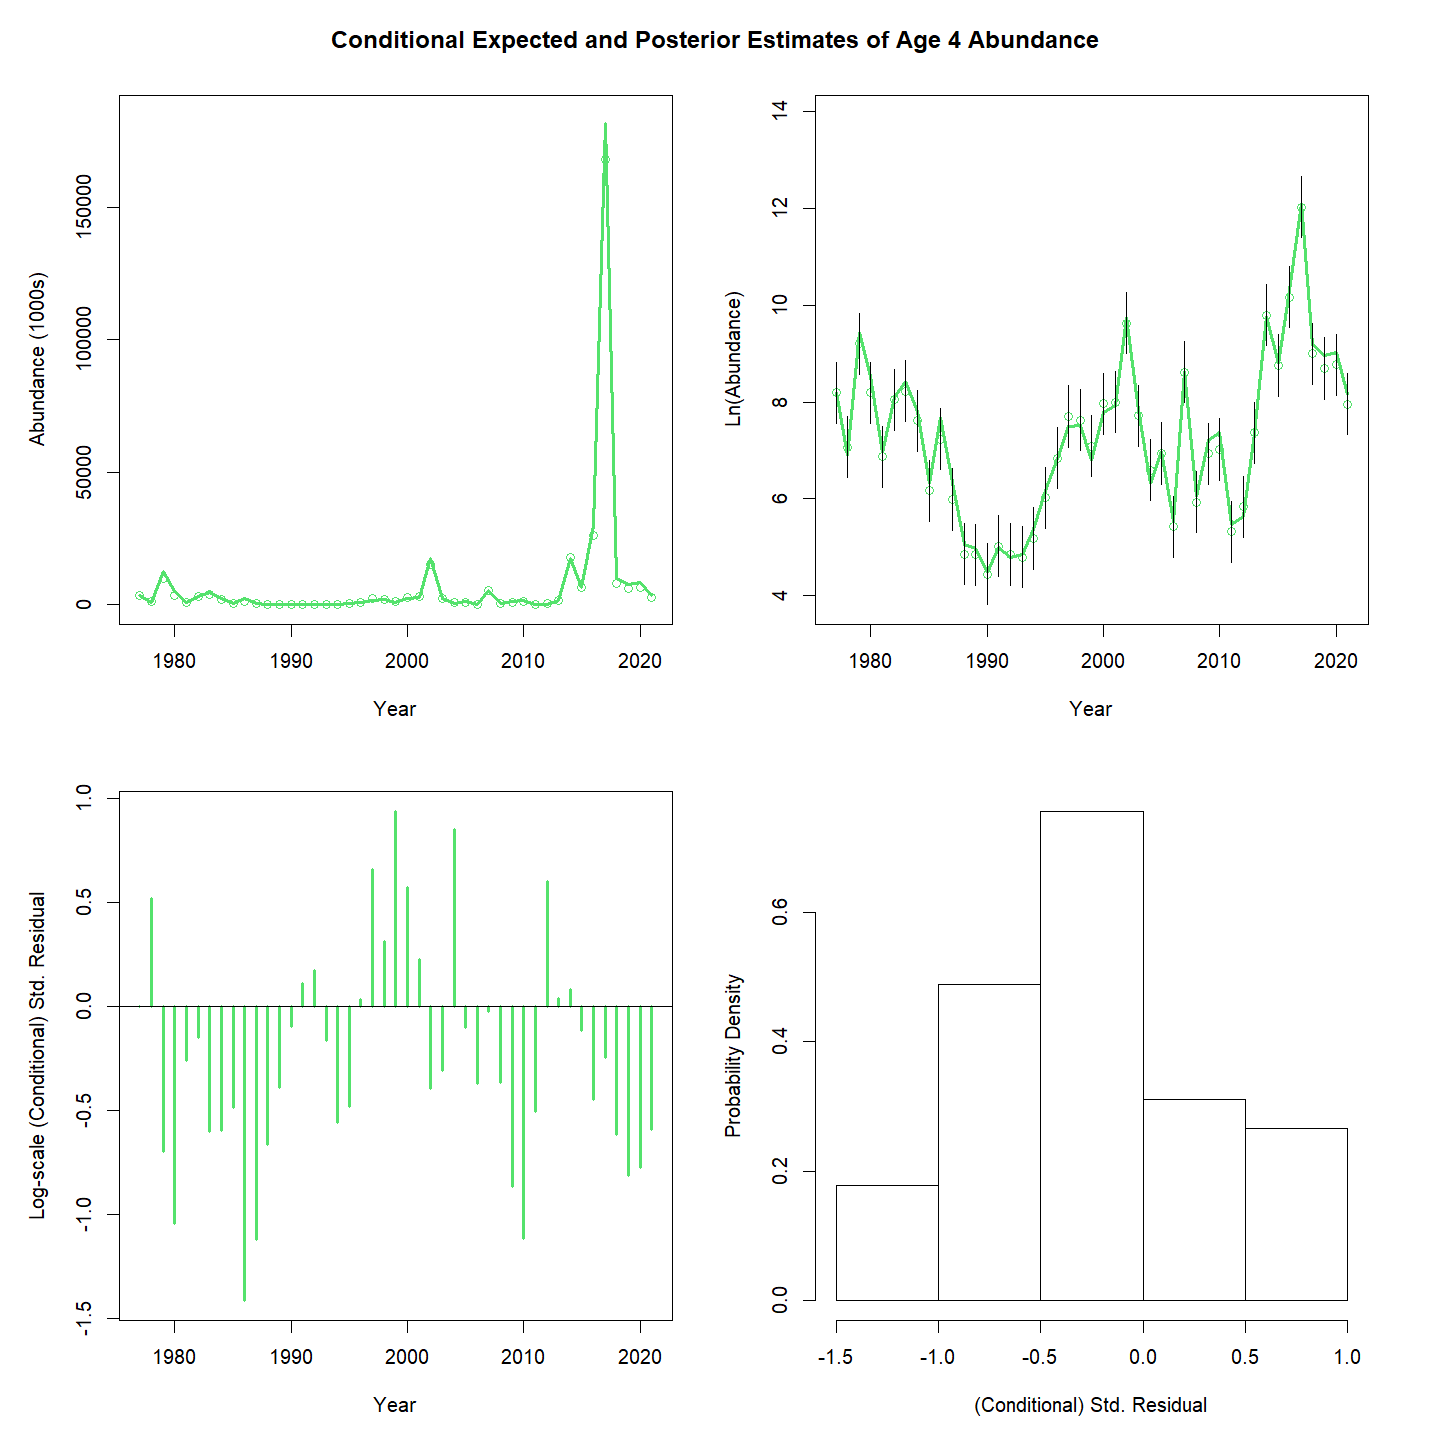 Conditional Expected and Posterior Estimates of Age 4 Abundance
Abundance (1000s)
150000
100000
50000
0
1980 1990 2000 2010 2020
Year
Ln(Abundance)
14
12
10
8
6
4
1980 1990 2000 2010 2020
Year
Log-scale (Conditional) Std. Residual
1.0
0.5
0.0
-0.5
-1.0
-1.5
1980 1990 2000 2010 2020
Year
Probability Density
0.6
0.4
0.2
0.0
-1.5 -1.0 -0.5 0.0 0.5 1.0
(Conditional) Std. Residual